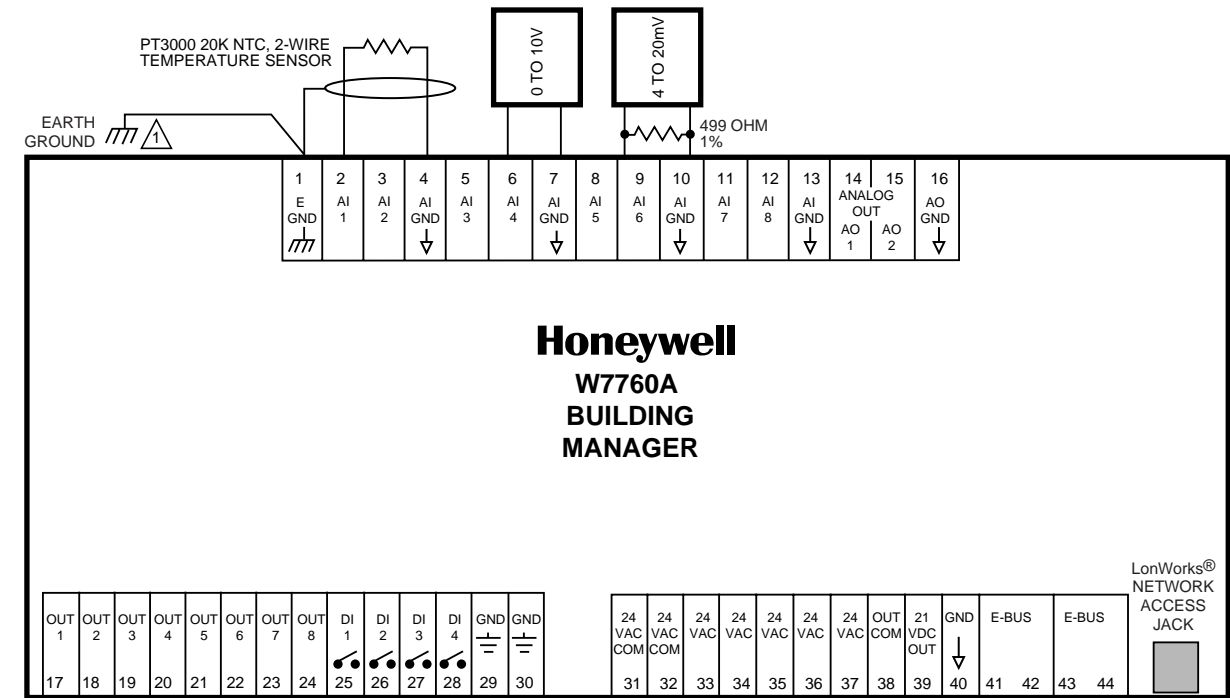 PT3000 20K NTC, 2-WIRE
TEMPERATURE SENSOR
0 TO 10V
4 TO 20mV
499 OHM
1%
EARTH
GROUND
1
1 2 3 4 5 6 7 8 9 10 11 12 13 14 15 16
E GND
AI 1
AI 2
AI GND
AI 3
AI 4
AI GND
AI 5
AI 6
AI GND
AI 7
AI 8
AI GND
ANALOG OUT
AO 1
AO 2
AO GND
Honeywell
W7760A
BUILDING
MANAGER
LonWorks®
NETWORK
ACCESS
JACK
OUT 1
OUT 2
OUT 3
OUT 4
OUT 5
OUT 6
OUT 7
OUT 8
DI 1
DI 2
DI 3
DI 4
GND
GND
17 18 19 20 21 22 23 24 25 26 27 28 29 30
24 VAC COM
24 VAC COM
24 VAC
24 VAC
24 VAC
24 VAC
24 VAC
OUT COM
21 VDC OUT
GND
E-BUS
E-BUS
31 32 33 34 35 36 37 38 39 40 41 42 43 44